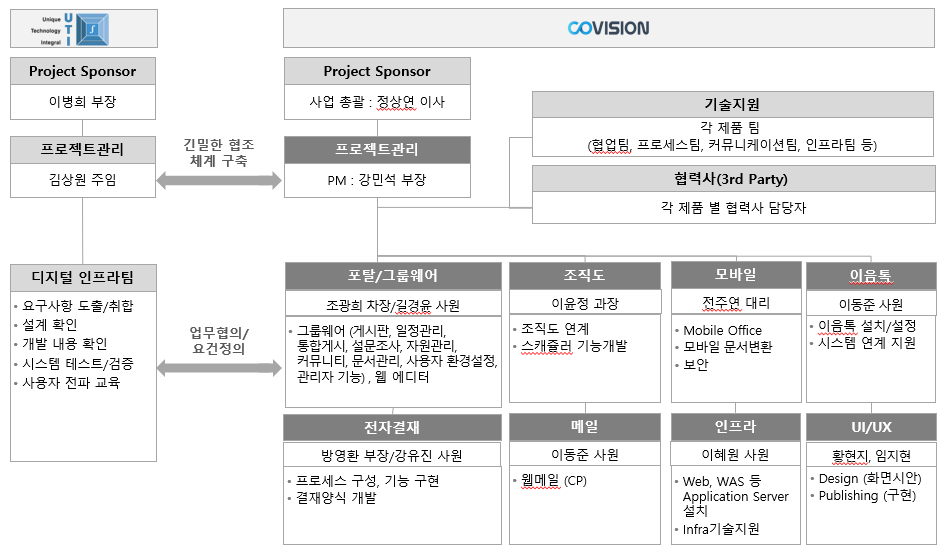 Unique
Technology
Integral
UTI
COVISION
Project Sponsor
이병희 부장
프로젝트관리
김상원 주임
디지털 인프라팀
• 요구사항 도출/취합
• 설계 확인
• 개발 내용 확인
• 시스템 테스트/검증
• 사용자 전파 교육
긴밀한 협조
체계 구축
업무협의/
요건정의
Project Sponsor
사업 총괄 : 정상연 이사
프로젝트관리
PM : 강민석 부장
기술지원
각 제품 팀
(협업팀, 프로세스팀, 커뮤니케이션팀, 인프라팀 등)
협력사(3rd Party)
각 제품 별 협력사 담당자
포탈/그룹웨어
조광희 차장/길경윤 사원
• 그룹웨어 (게시판, 일정관리,
통합게시, 설문조사, 자원관리,
커뮤니티, 문서관리, 사용자 환경설정,
관리자 기능) , 웹 에디터
조직도
이윤정 과장
• 조직도 연계
• 스캐쥴러 기능개발
모바일
전주연 대리
• Mobile Office
• 모바일 문서변환
• 보안
이음톡
이동준 사원
• 이음톡 설치/설정
• 시스템 연계 지원
전자결재
방영환 부장/강유진 사원
• 프로세스 구성, 기능 구현
• 결재양식 개발
메일
이동준 사원
• 웹메일 (CP)
인프라
이혜원 사원
• Web, WAS 등
Application Server
설치
• Infra기술지원
UI/UX
황현지, 임지현
• Design (화면시안)
• Publishing (구현)